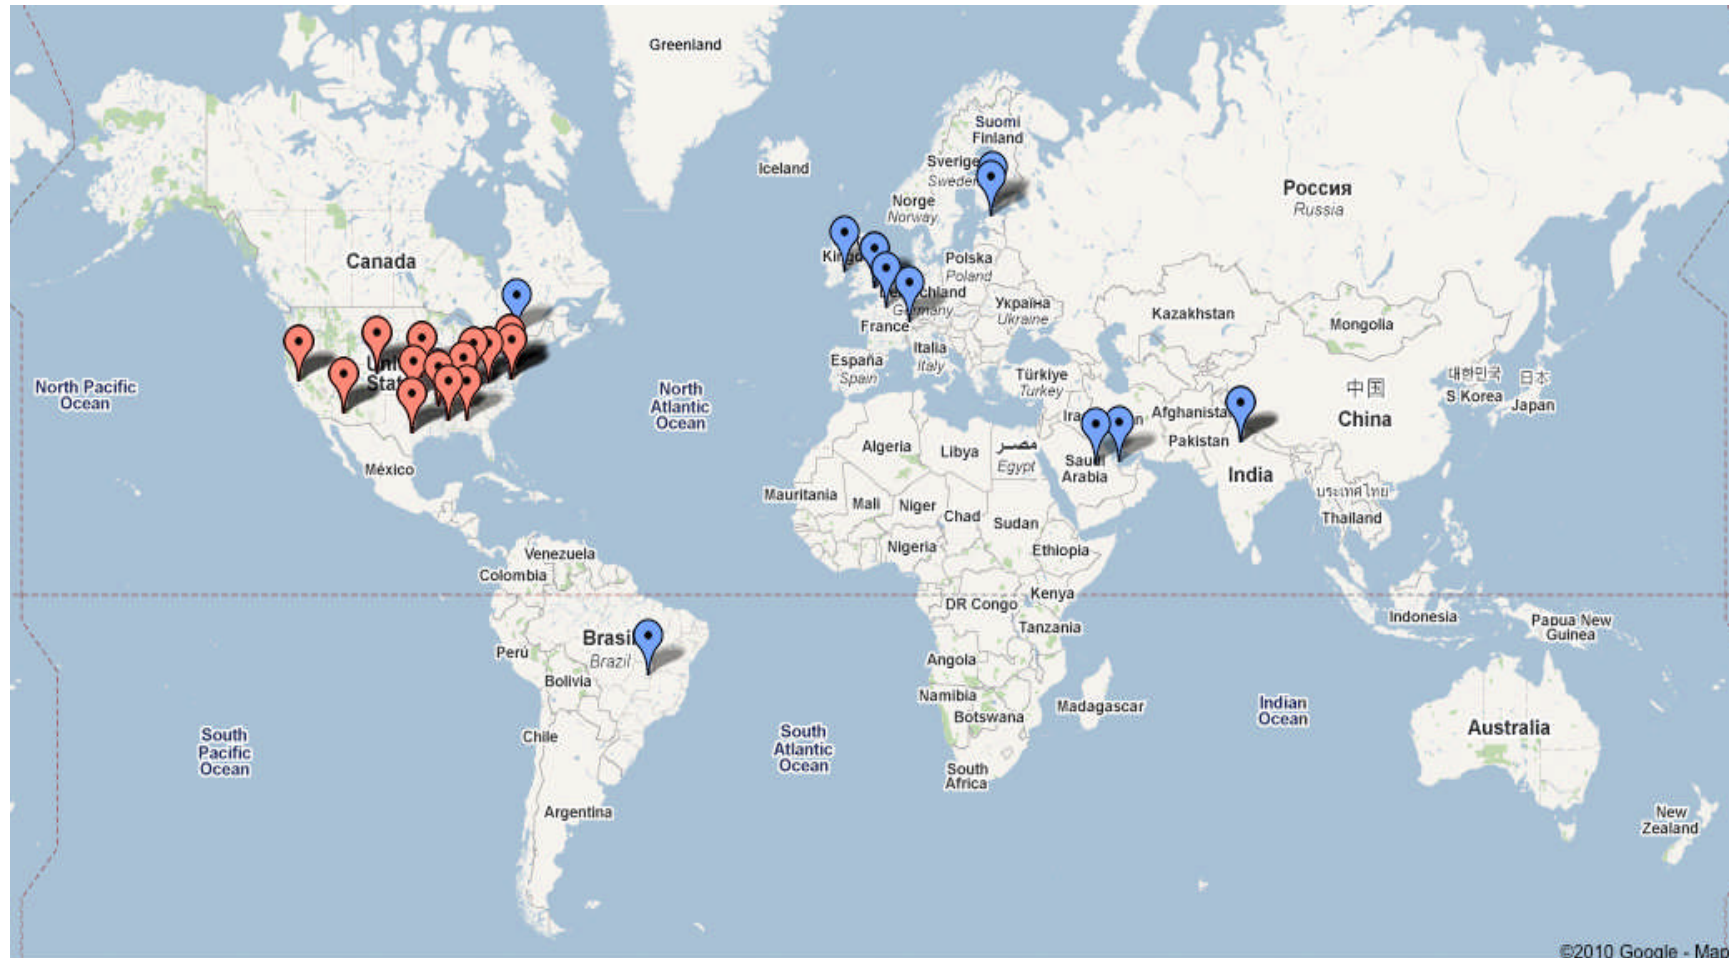 Greenland
Suomi
Finland
Iceland
Sverige
Sweden
Россия
Russia
Norge
Norway
Canada
Polska
Poland
Україна
Ukraine
Germany
France
Kazakhstan
Mongolia
Italia
Italy
España
Spain
Türkiye
Turkey
North Pacific
Ocean
North
Atlantic
Ocean
中国
China
대한민국
S Korea
日本
Japan
Pakistan
Algeria
Libya
مصر
Egypt
Saudi
Arabia
India
México
Mauritania
Mali
Niger
Chad
Sudan
ประเทศไทย
Thailand
Nigeria
Ethiopia
Venezuela
Colombia
Kenya
DR Congo
Tanzania
Indonesia
Papua New
Guinea
Brazil
Perú
Bolivia
Angola
Namibia
Botswana
Madagascar
Indian
Ocean
Australia
South
Pacific
Ocean
Chile
South
Atlantic
Ocean
South
Africa
Argentina
New
Zealand
©2010 Google - Map